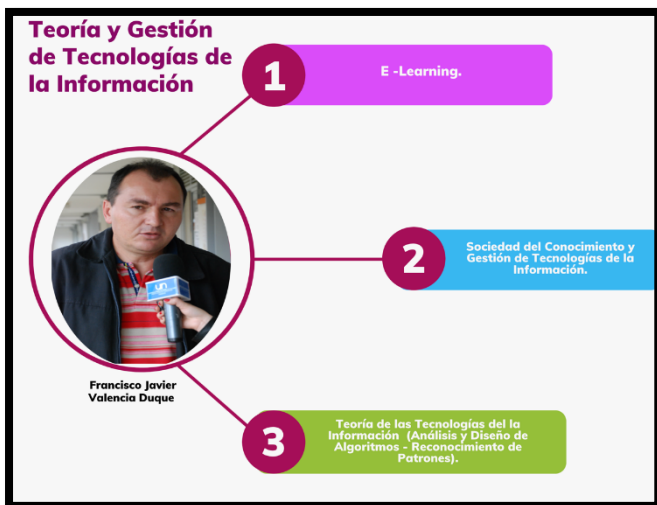 Teoría y Gestión
de Tecnologías de
la Información
1
E -Learning.
2
Sociedad del Conocimiento y
Gestión de Tecnologías de la
Información.
Francisco Javier
Valencia Duque
3
Teoría de las Tecnologías del la
Información (Análisis y Diseño de
Algoritmos - Reconocimiento de
Patrones).
un